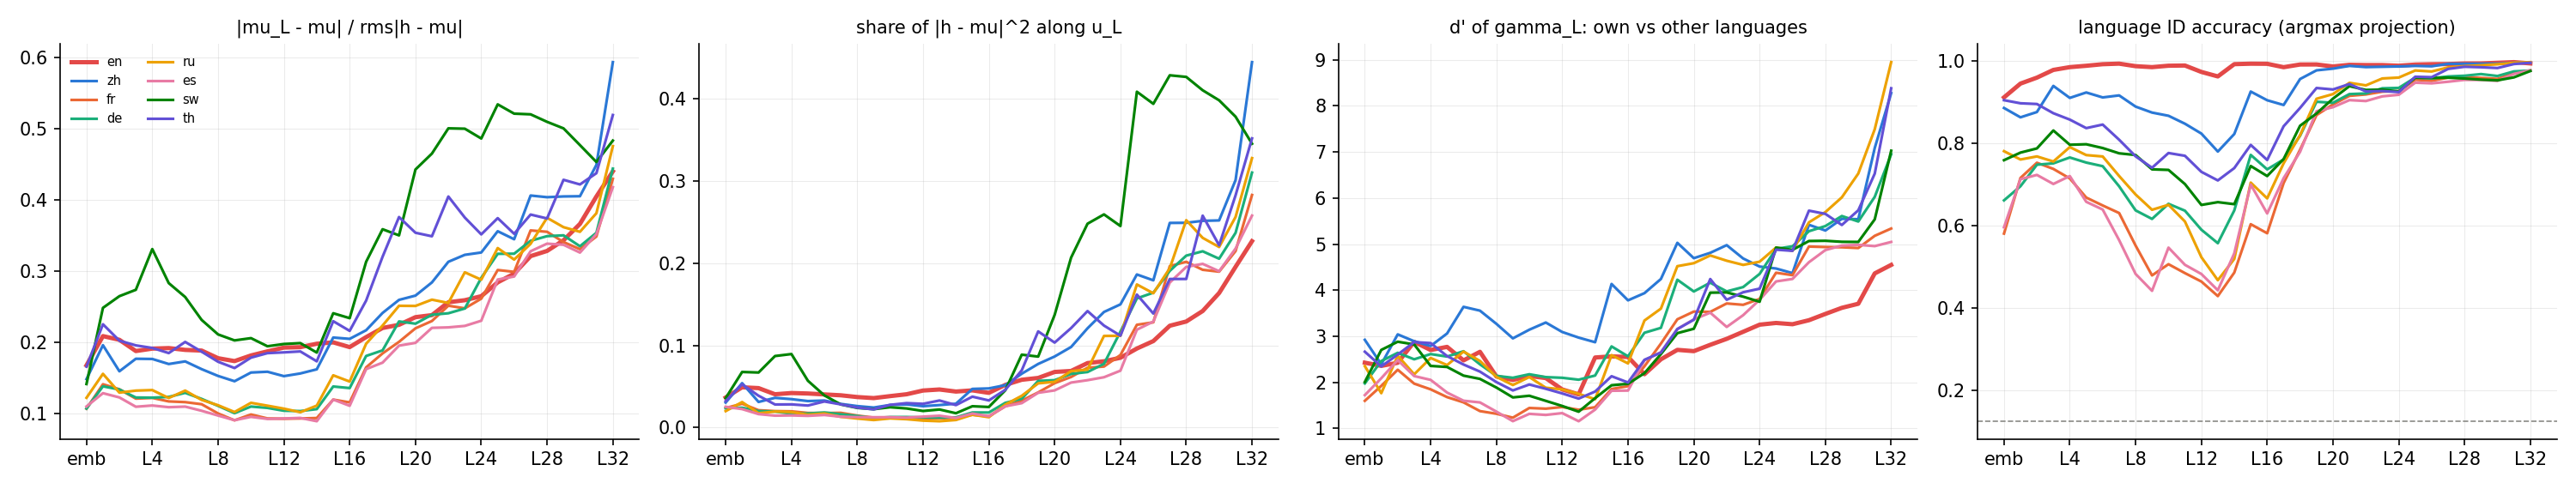 |mu_L - mu| / rms|h - mu|
0.6
0.5
0.4
0.3
0.2
0.1
en
zh
fr
de
ru
es
sw
th
emb L4 L8 L12 L16 L20 L24 L28 L32
share of |h - mu|^2 along u_L
0.4
0.3
0.2
0.1
0.0
emb L4 L8 L12 L16 L20 L24 L28 L32
d' of gamma_L: own vs other languages
9
8
7
6
5
4
3
2
1
emb L4 L8 L12 L16 L20 L24 L28 L32
language ID accuracy (argmax projection)
1.0
0.8
0.6
0.4
0.2
emb L4 L8 L12 L16 L20 L24 L28 L32